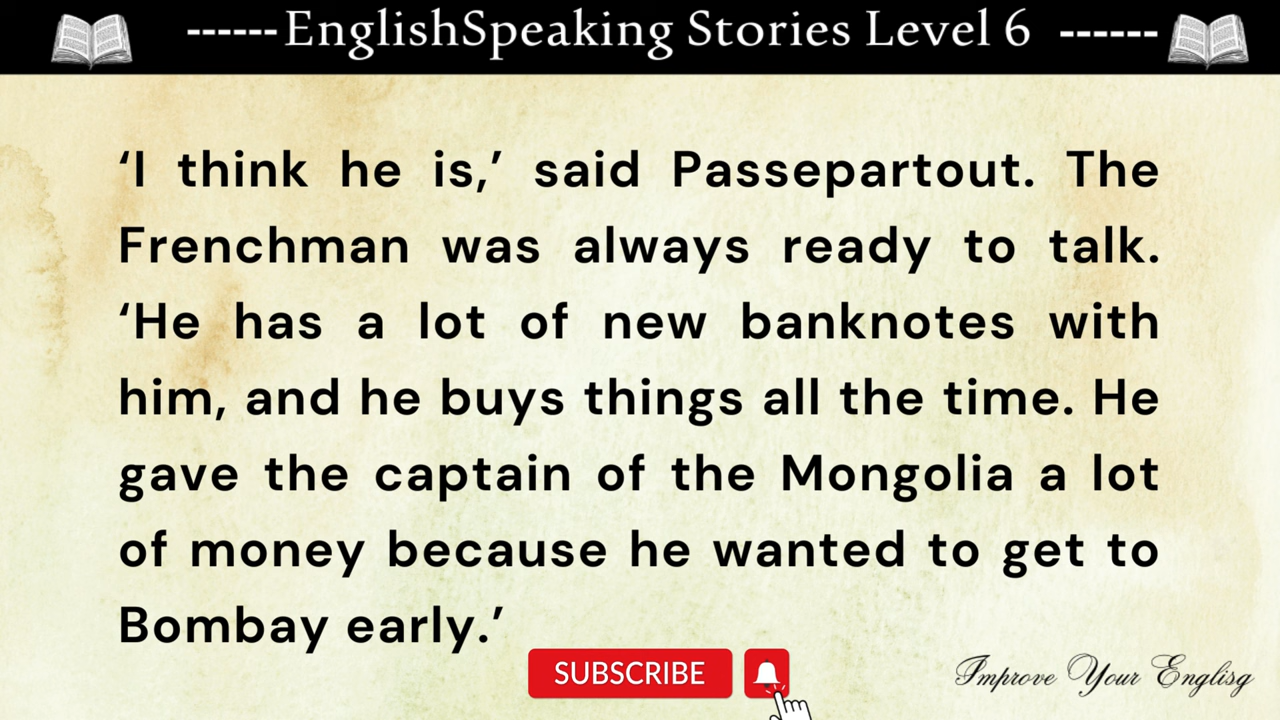 ------EnglishSpeaking Stories Level 6 ------
‘I think he is,’ said Passepartout. The
Frenchman was always ready to talk.
‘He has a lot of new banknotes with
him, and he buys things all the time. He
gave the captain of the Mongolia a lot
of money because he wanted to get to
Bombay early.’
SUBSCRIBE
Improve Your Englisg